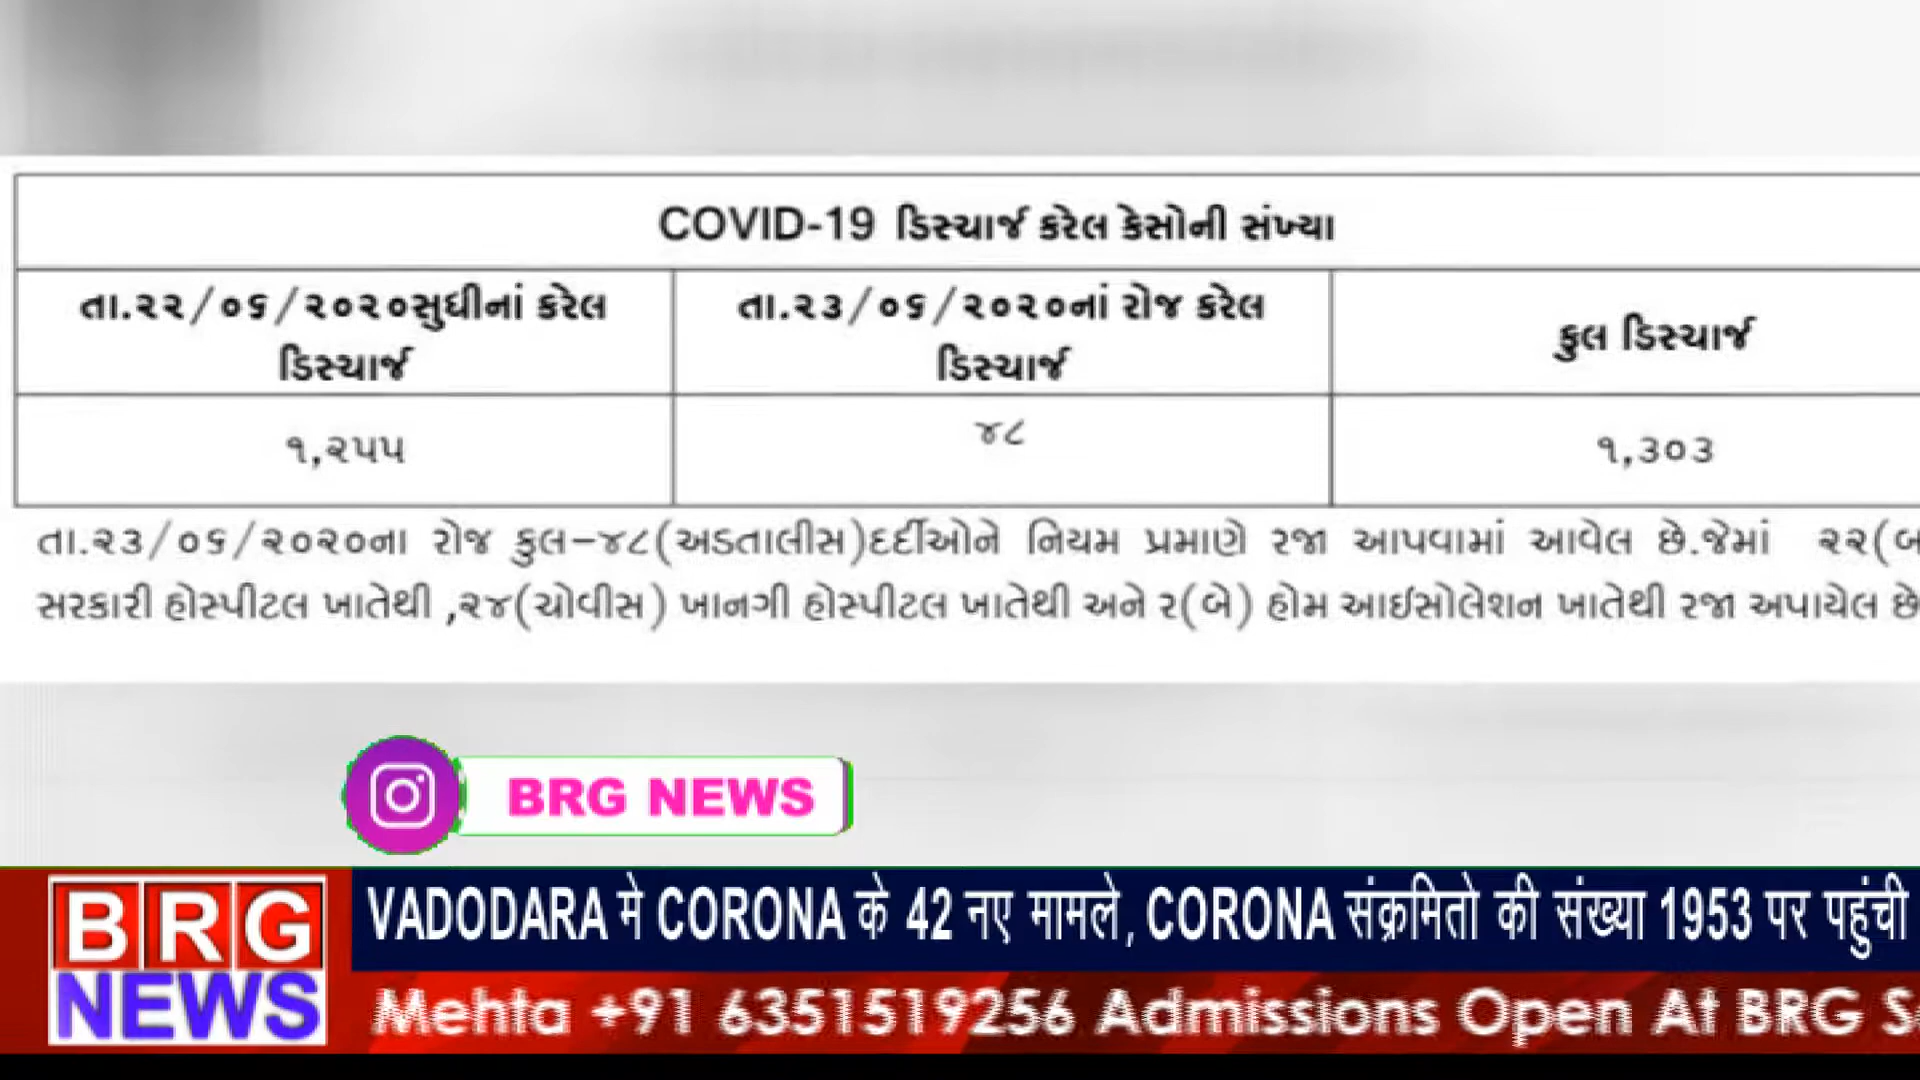 COVID-19 ડિસ્ચાર્જ કરેલ કેસોની સંખ્યા
તા.૨૨/૦૬/૨૦૨૦સુધીનાં કરેલ ડિસ્ચાર્જ
તા.૨૩/૦૬/૨૦૨૦નાં રોજ કરેલ ડિસ્ચાર્જ
કુલ ડિસ્ચાર્જ
૧,૨૫૫
૪૮
૧,૩૦૩
તા.૨૩/૦૬/૨૦૨૦ના રોજ કુલ-૪૮(અડતાલીસ)દર્દીઓને નિયમ પ્રમાણે રજા આપવામાં આવેલ છે.જેમાં ૨૨(બ
સરકારી હોસ્પીટલ ખાતેથી ,૨૪(ચોવીસ) ખાનગી હોસ્પીટલ ખાતેથી અને ર(બે) હોમ આઈસોલેશન ખાતેથી રજા અપાયેલ છે
BRG NEWS
BRG
NEWS
VADODARA मे CORONA के 42 नए मामले, CORONA संक्रमितो की संख्या 1953 पर पहुंची
Mehta +91 6351519256 Admissions Open At BRG